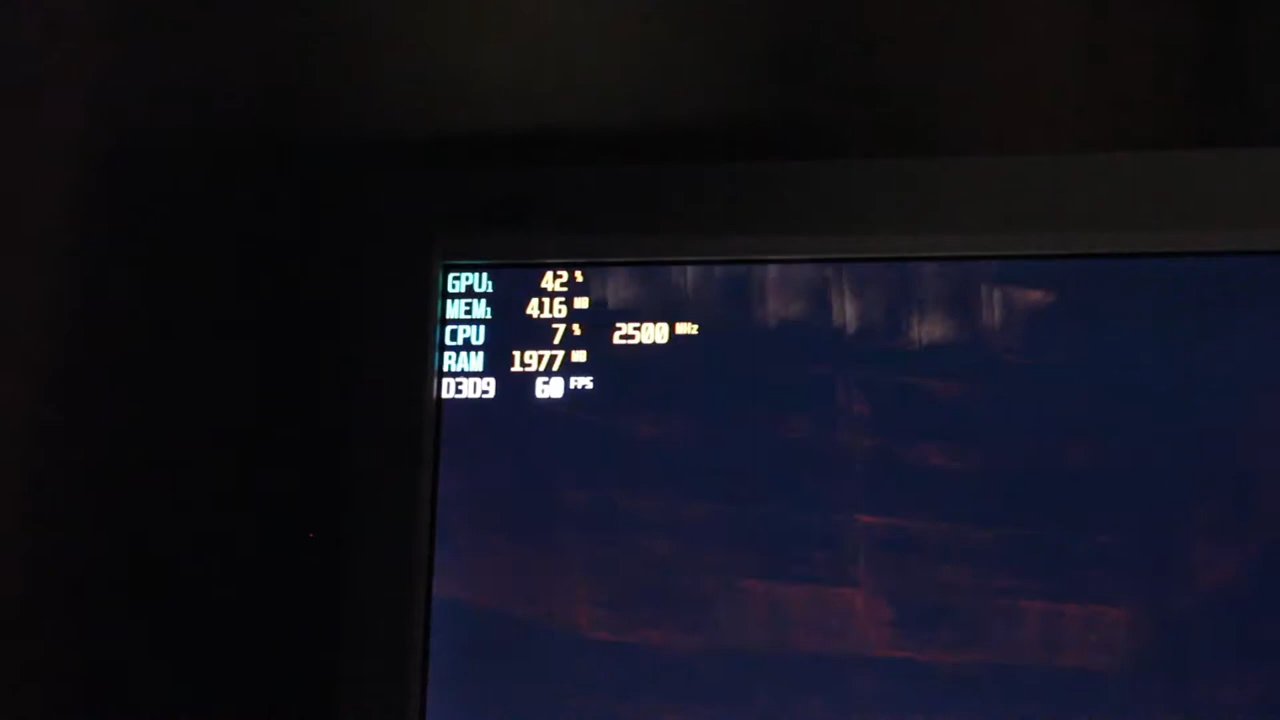 GPU1 42 %
MEM1 416 MB
CPU 7 % 2500 MHz
RAM 1977 MB
D3D9 60 FPS